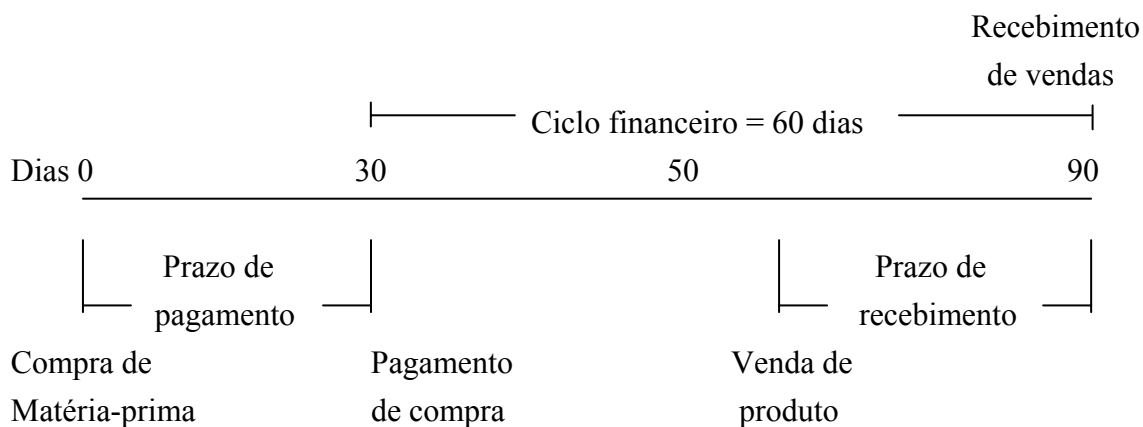 Recebimento
de vendas
Ciclo financeiro = 60 dias
Dias 0 30 50 90
Prazo de Prazo de
pagamento recebimento
Compra de Pagamento Venda de
Matéria-prima de compra produto